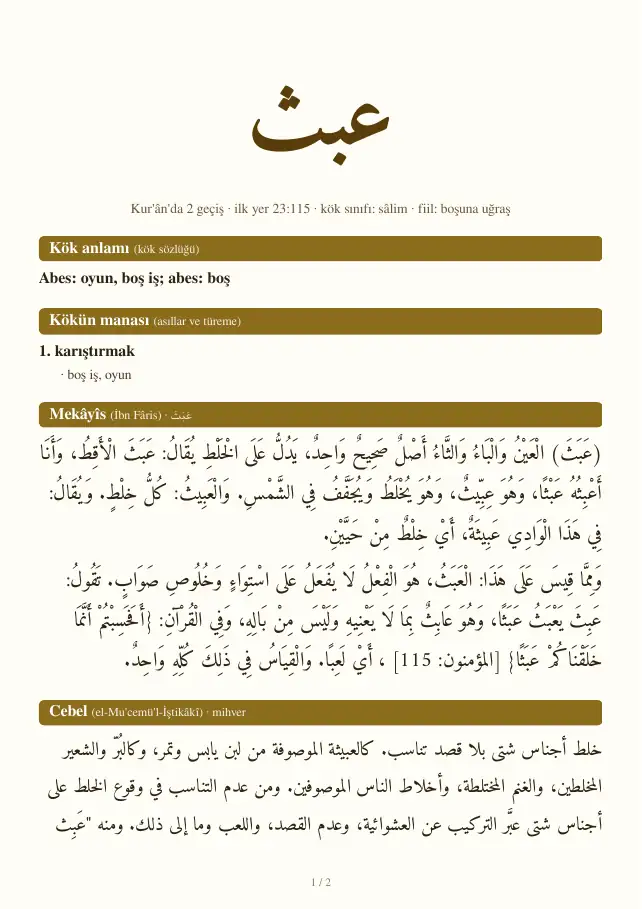 عبث
Kur'ân'da 2 geçiş · ilk yer 23:115 · kök sınıfı: sâlim · fiil: boşuna uğraş
Kök anlamı (kök sözlüğü)
Abes: oyun, boş iş; abes: boş
Kökün manası (asıllar ve türeme)
1. karıştırmak
· boş iş, oyun
Mekâyîs (İbn Fâris) · عَبَثَ
(عَبَثَ) الْعَيْنُ وَالْبَاءُ وَالثَّاءُ أَصْلٌ صَحِيحٌ وَاحِدٌ، يَدُلُّ عَلَى الْخَلْطِ يُقَالُ: عَبَثَ الْأَقِطُ، وَأَنَا
أَعْبِثُهُ عَبْثًا، وَهُوَ عِبِّيثٌ، وَهُوَ يُخْلَطُ وَيُجَفَّفُ فِي الشَّمْسِ. وَالْعَبِيثُ: كُلُّ خِلْطٍ. وَيُقَالُ:
فِي هَذَا الْوَادِي عَبِيثَةٌ، أَيْ خِلْطٌ مِنْ حَيَّيْنِ.
وَمِمَّا قِيسَ عَلَى هَذَا: الْعَبَثُ، هُوَ الْفِعْلُ لَا يُفْعَلُ عَلَى اسْتِوَاءٍ وَخُلُوصِ صَوَابٍ. تَقُولُ:
عَبِثَ يَعْبَثُ عَبَثًا، وَهُوَ عَابِثٌ بِمَا لَا يَعْنِيهِ وَلَيْسَ مِنْ بَالِهِ، وَفِي الْقُرْآنِ: {أَفَحَسِبْتُمْ أَنَّمَا
خَلَقْنَاكُمْ عَبَثًا} [المؤمنون: 115] ، أَيْ لَعِبًا. وَالْقِيَاسُ فِي ذَلِكَ كُلِّهِ وَاحِدٌ.
Cebel (el-Mu'cemü'l-İştikâkī) · mihver
خلط أجناس شتى بلا قصد تناسب. كالعبيثة الموصوفة من لبن يابس وتمر، وكالبُرّ والشعير
المخلطين، والغنم المختلطة، وأخلاط الناس الموصوفين. ومن عدم التناسب في وقوع الخلط على
أجناس شتى عبَّر التركيب عن العشوائية، وعدم القصد، واللعب وما إلى ذلك. ومنه "عَبِث
1 / 2